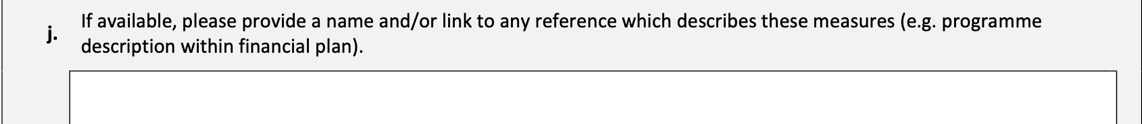 j. If available, please provide a name and/or link to any reference which describes these measures (e.g. programme
description within financial plan).